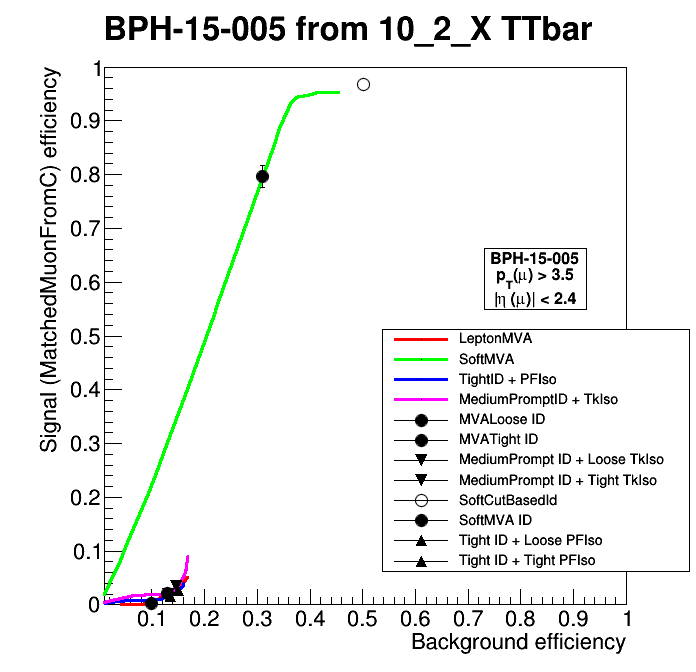 BPH-15-005 from 10_2_X TTbar
Signal (MatchedMuonFromC) efficiency
1
0.9
0.8
0.7
0.6
0.5
0.4
0.3
0.2
0.1
0
BPH-15-005
pT(μ) > 3.5
|η (μ)| < 2.4
LeptonMVA
SoftMVA
TightID + PFIso
MediumPromptID + TkIso
MVALoose ID
MVATight ID
MediumPrompt ID + Loose TkIso
MediumPrompt ID + Tight TkIso
SoftCutBasedId
SoftMVA ID
Tight ID + Loose PFIso
Tight ID + Tight PFIso
0.1 0.2 0.3 0.4 0.5 0.6 0.7 0.8 0.9 1
Background efficiency